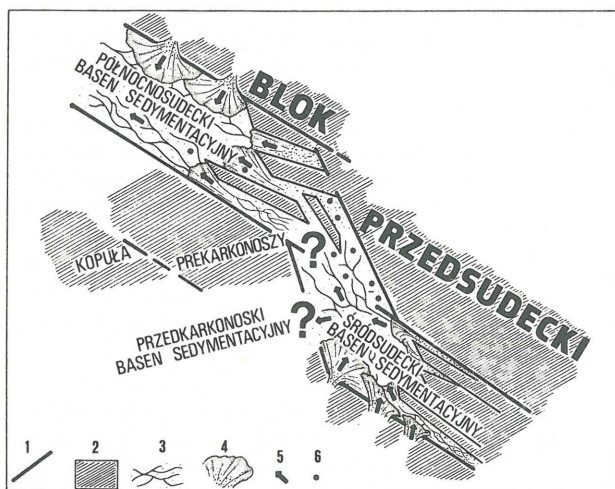 PÓŁNOCNOSUDECKI
BASEN SEDYMENTACYJNY
BLOK
PRZEDSUDECKI
KOPUŁA PREKARKONOSZY
?
PRZEDKARKONOSKI
BASEN SEDYMENTACYJNY
?
ŚRÓDSUDECKI
BASEN SEDYMENTACYJNY
1 2 3 4 5 6